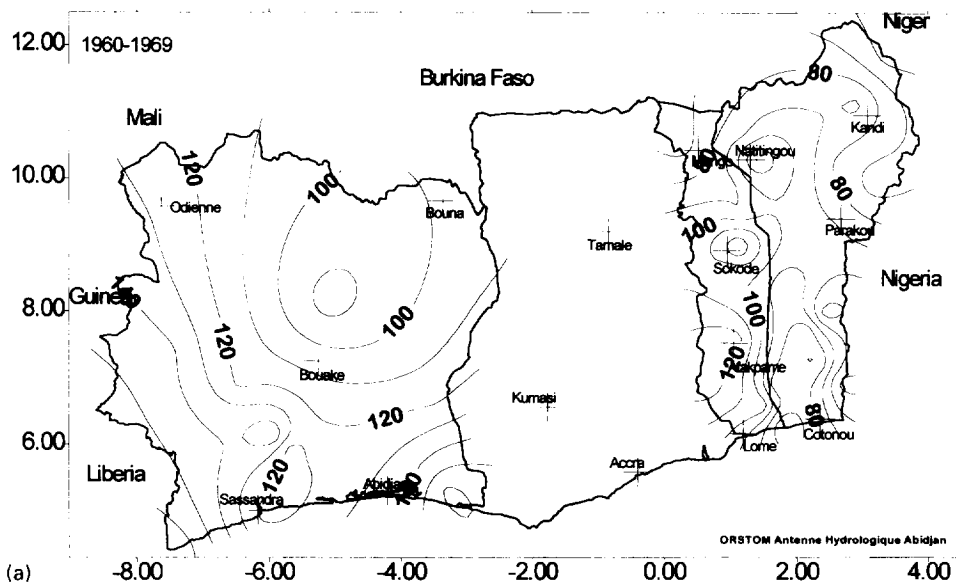 Niger
12.00
1960-1969
80
Burkina Faso
Mali
Kandi
120
Natitingou
10.00
100
80
Odienne
Bouna
Parakou
100
Tamale
Sokode
Nigeria
Guinee
8.00
100
100
120
120
Bouake
Atakpame
Kumasi
120
80
6.00
Cotonou
Lome
Accra
Liberia
120
Abidjan
Sassandra
ORSTOM Antenne Hydrologique Abidjan
(a)
-8.00
-6.00
-4.00
-2.00
0.00
2.00
4.00